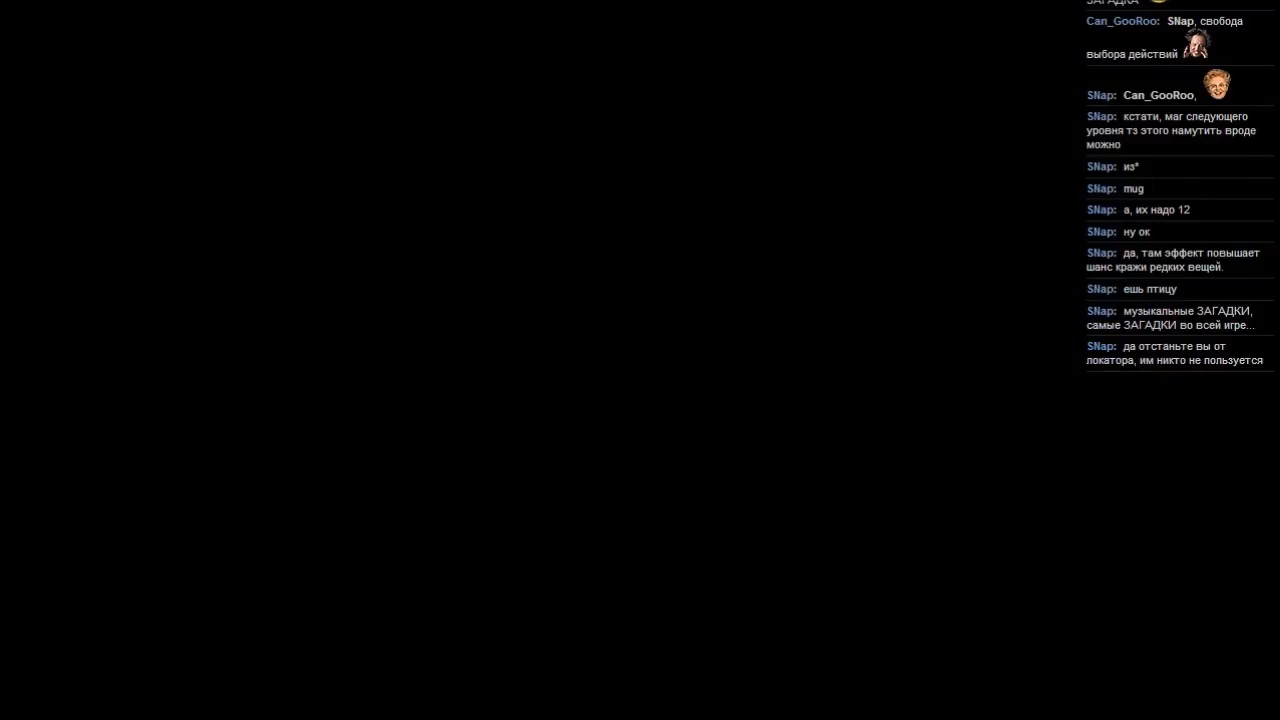 ЗАГАДКА
Can_GooRoo: SNap, свобода
выбора действий
SNap: Can_GooRoo,
SNap: кстати, маг следующего
уровня тз этого намутить вроде
можно
SNap: из*
SNap: mug
SNap: а, их надо 12
SNap: ну ок
SNap: да, там эффект повышает
шанс кражи редких вещей.
SNap: ешь птицу
SNap: музыкальные ЗАГАДКИ,
самые ЗАГАДКИ во всей игре...
SNap: да отстаньте вы от
локатора, им никто не пользуется